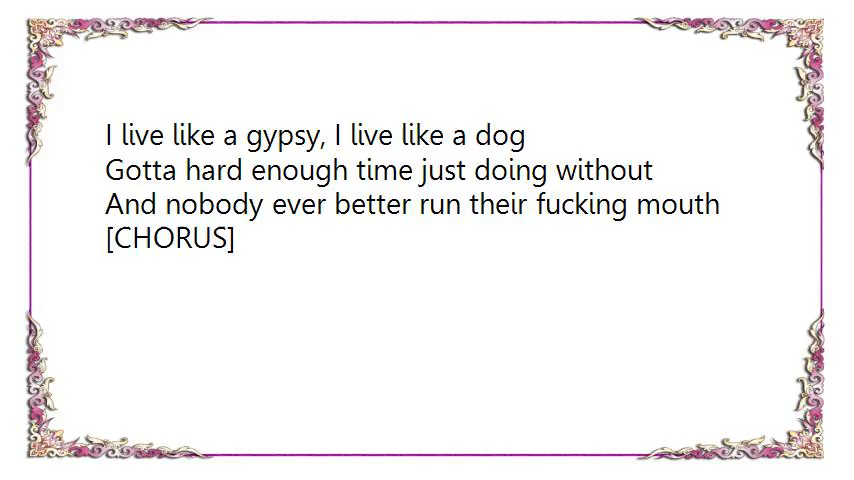 I live like a gypsy, I live like a dog
Gotta hard enough time just doing without
And nobody ever better run their fucking mouth
[CHORUS]